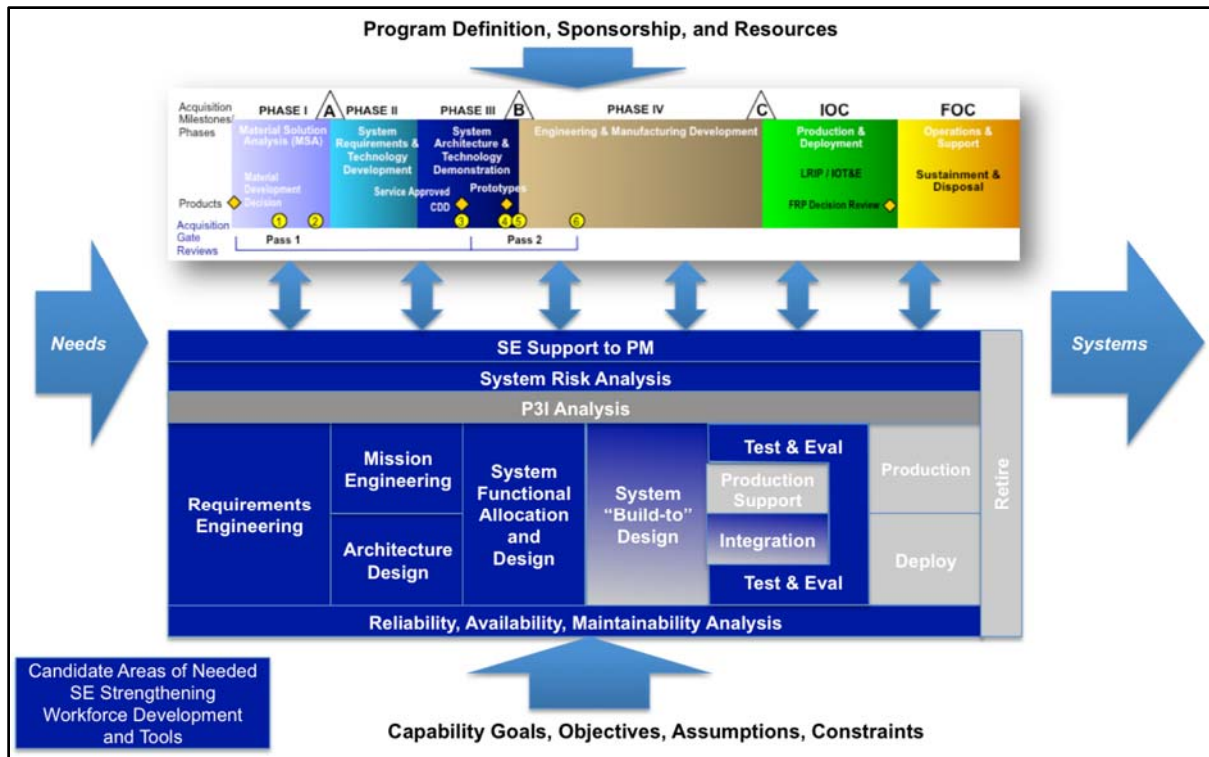 Program Definition, Sponsorship, and Resources
Acquisition
Milestones/
Phases
PHASE I
A
PHASE II
PHASE III
B
PHASE IV
C
IOC
FOC
Material Solution
Analysis (MSA)
System
Requirements &
Technology
Development
System
Architecture &
Technology
Demonstration
Engineering & Manufacturing Development
Production &
Deployment
Operations &
Support
LRIP / IOT&E
Sustainment &
Disposal
Material
Development
Decision
Service Approved
CDD
Prototypes
FRP Decision Review
Products
1
2
3
4
5
6
Acquisition
Gate
Reviews
Pass 1
Pass 2
Needs
Systems
SE Support to PM
System Risk Analysis
P3I Analysis
Requirements
Engineering
Mission
Engineering
Architecture
Design
System
Functional
Allocation
and
Design
System
“Build-to”
Design
Test & Eval
Production
Support
Integration
Test & Eval
Production
Deploy
Retire
Reliability, Availability, Maintainability Analysis
Candidate Areas of Needed
SE Strengthening
Workforce Development
and Tools
Capability Goals, Objectives, Assumptions, Constraints